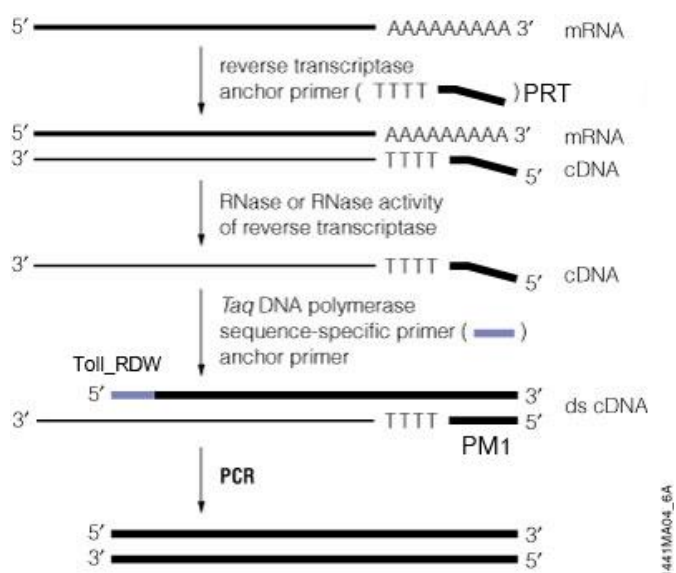 5′ AAAAAAAAA 3′ mRNA
reverse transcriptase
anchor primer ( TTTT ) PRT
5′ AAAAAAAAA 3′ mRNA
3′ TTTT 5′ cDNA
RNase or RNase activity
of reverse transcriptase
3′ TTTT 5′ cDNA
Taq DNA polymerase
sequence-specific primer ( )
anchor primer
Toll_RDW
5′ 3′ ds cDNA
3′ TTTT 5′
PM1
PCR
5′ 3′
3′ 5′
1441MA04_6A